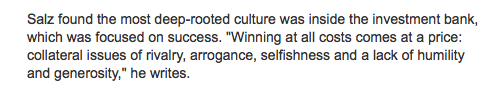 Salz found the most deep-rooted culture was inside the investment bank,
which was focused on success. "Winning at all costs comes at a price:
collateral issues of rivalry, arrogance, selfishness and a lack of humility
and generosity," he writes.